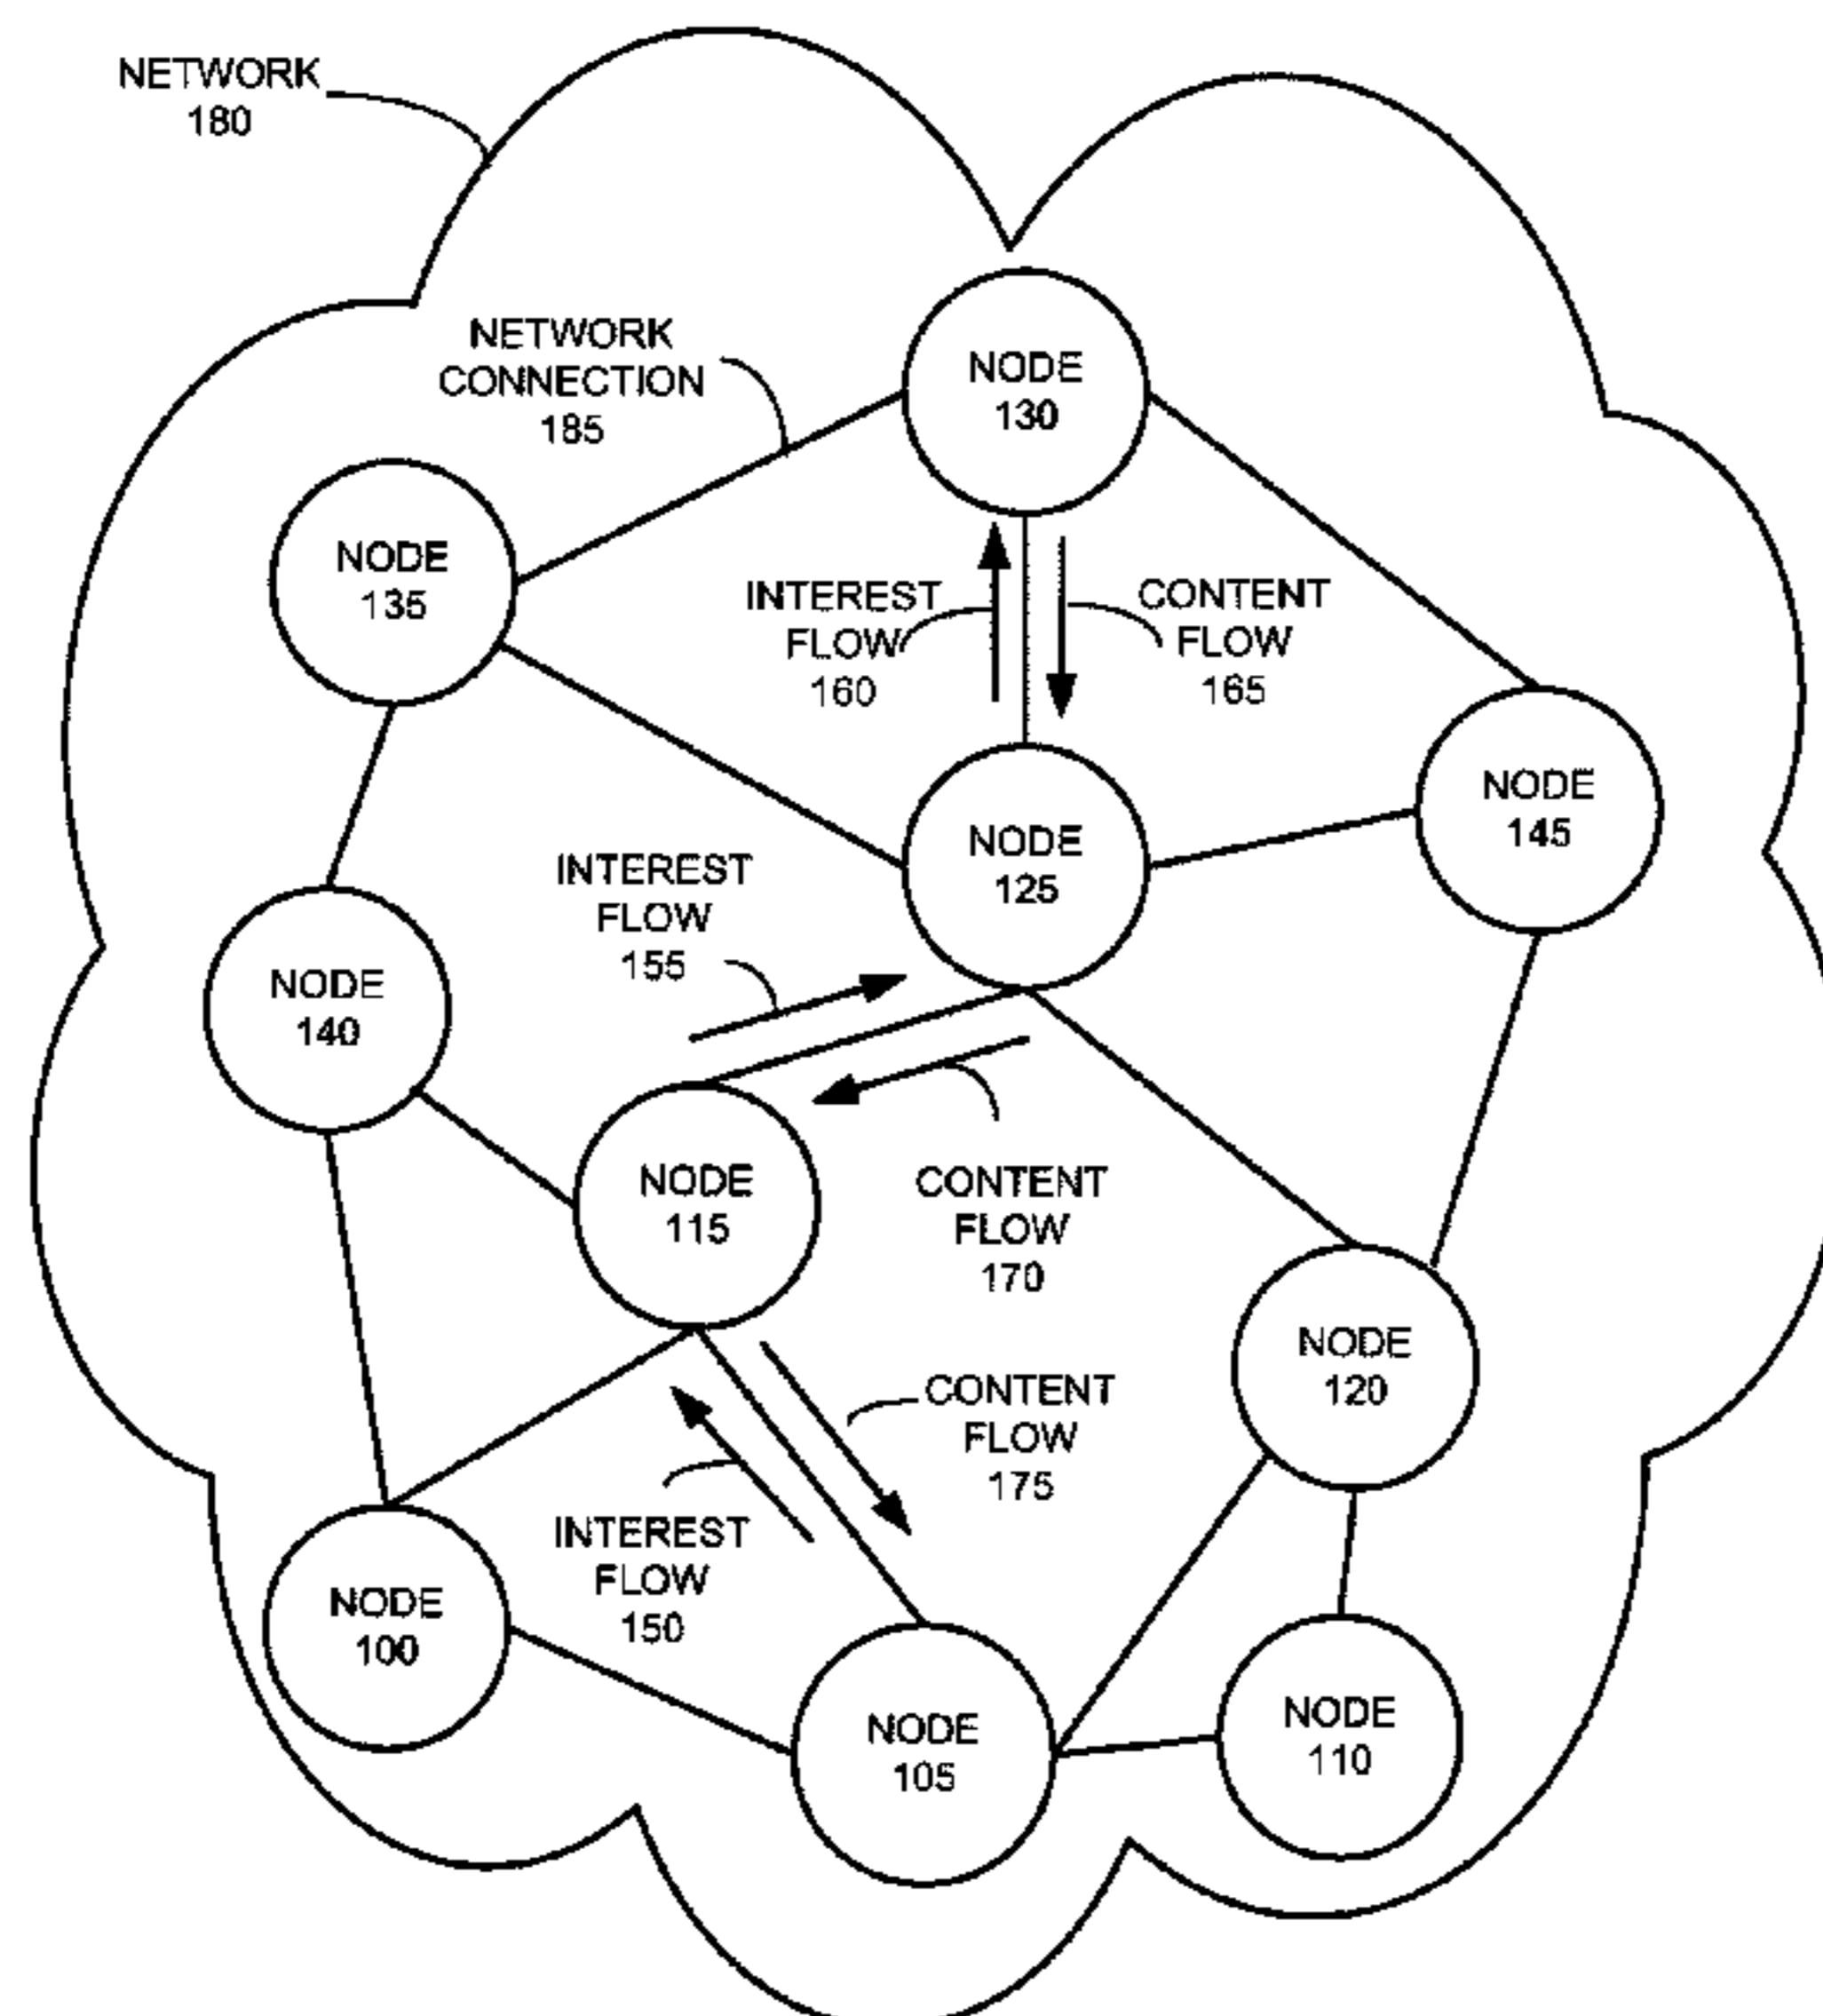 NETWORK
180
NETWORK
CONNECTION
185
NODE
130
NODE
135
INTEREST
FLOW
160
CONTENT
FLOW
165
NODE
145
NODE
125
INTEREST
FLOW
155
NODE
140
NODE
115
CONTENT
FLOW
170
NODE
120
CONTENT
FLOW
175
INTEREST
FLOW
150
NODE
100
NODE
105
NODE
110